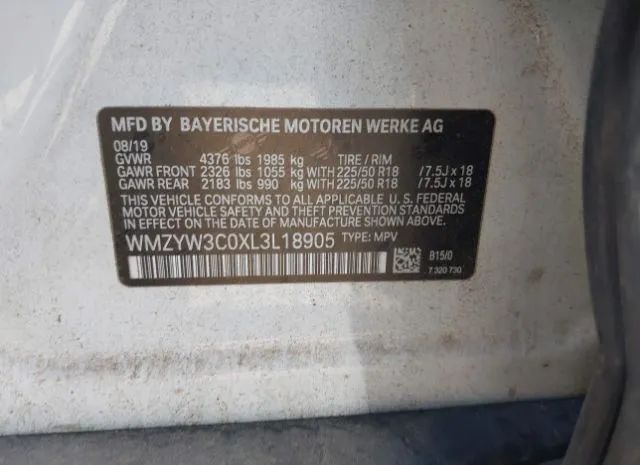 MFD BY BAYERISCHE MOTOREN WERKE AG
08/19
GVWR 4376 lbs 1985 kg TIRE / RIM
GAWR FRONT 2326 lbs 1055 kg WITH 225/50 R18 /7.5J x 18
GAWR REAR 2183 lbs 990 kg WITH 225/50 R18 /7.5J x 18
THIS VEHICLE CONFORMS TO ALL APPLICABLE U. S. FEDERAL
MOTOR VEHICLE SAFETY, BUMPER, AND THEFT PREVENTION STANDARDS
IN EFFECT ON THE DATE OF MANUFACTURE SHOWN ABOVE.
WMZYW3C0XL3L18905 TYPE: MPV
B15/0
7 320 730